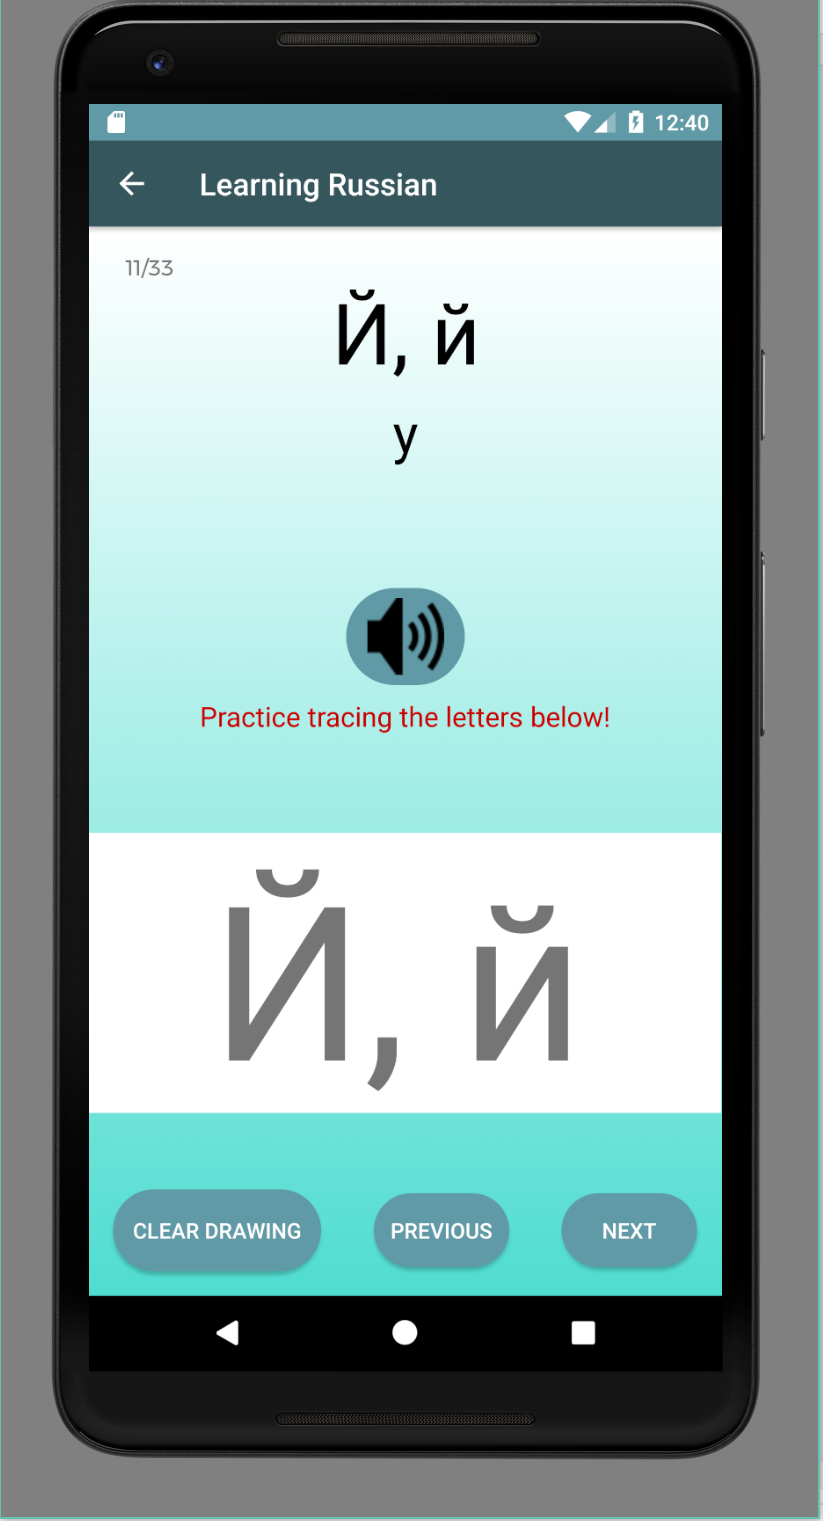 12:40
Learning Russian
11/33
Й, й
y
Practice tracing the letters below!
Й, й
CLEAR DRAWING PREVIOUS NEXT